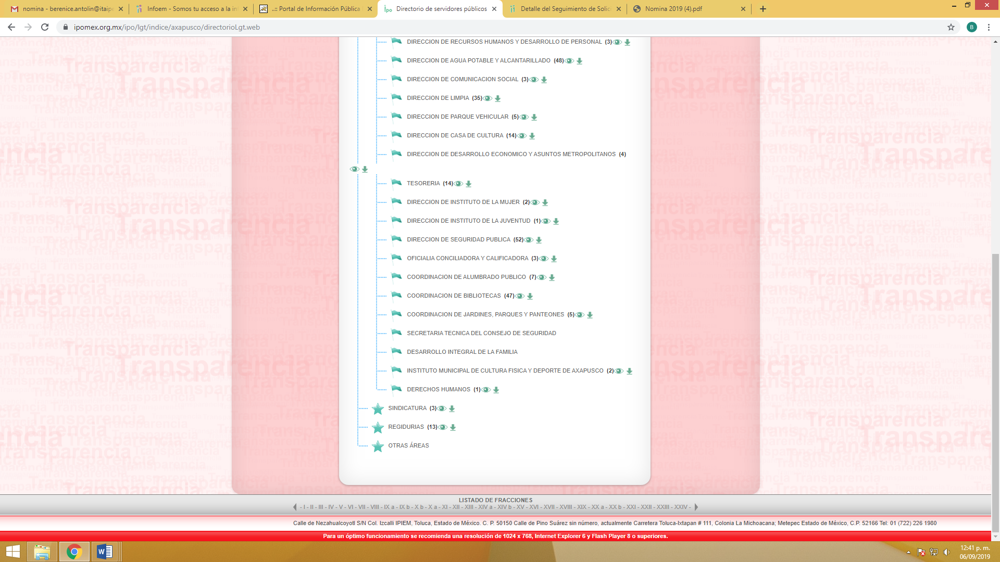 nomina - berenice.antolin@itaipe
Infoem - Somos tu acceso a la in
..:: Portal de Información Pública
Directorio de servidores públicos
Detalle del Seguimiento de Solici
Nomina 2019 (4).pdf
ipomex.org.mx/ipo/lgt/indice/axapusco/directorioLgt.web
B
DIRECCION DE RECURSOS HUMANOS Y DESARROLLO DE PERSONAL (3)
DIRECCION DE AGUA POTABLE Y ALCANTARILLADO (48)
DIRECCION DE COMUNICACION SOCIAL (3)
DIRECCION DE LIMPIA (35)
DIRECCION DE PARQUE VEHICULAR (5)
DIRECCION DE CASA DE CULTURA (14)
DIRECCION DE DESARROLLO ECONOMICO Y ASUNTOS METROPOLITANOS (4)
TESORERIA (14)
DIRECCION DE INSTITUTO DE LA MUJER (2)
DIRECCION DE INSTITUTO DE LA JUVENTUD (1)
DIRECCION DE SEGURIDAD PUBLICA (52)
OFICIALIA CONCILIADORA Y CALIFICADORA (3)
COORDINACION DE ALUMBRADO PUBLICO (7)
COORDINACION DE BIBLIOTECAS (47)
COORDINACION DE JARDINES, PARQUES Y PANTEONES (5)
SECRETARIA TECNICA DEL CONSEJO DE SEGURIDAD
DESARROLLO INTEGRAL DE LA FAMILIA
INSTITUTO MUNICIPAL DE CULTURA FISICA Y DEPORTE DE AXAPUSCO (2)
DERECHOS HUMANOS (1)
SINDICATURA (3)
REGIDURIAS (13)
OTRAS ÁREAS
LISTADO DE FRACCIONES
- I - II - III - IV - V - VI - VII - VIII - IX a - IX b - X b - X a - XI - XII - XIII - XIV a - XIV b - XV - XVI - XVII - XVIII - XIX - XX a - XX b - XXI - XXII - XXIII - XXIV -
Calle de Nezahualcoyotl S/N Col. Izcalli IPIEM, Toluca, Estado de México. C. P. 50150 Calle de Pino Suárez sin número, actualmente Carretera Toluca-Ixtapan # 111, Colonia La Michoacana; Metepec Estado de México, C.P. 52166 Tel: 01 (722) 226 1980
Para un óptimo funcionamiento se recomienda una resolución de 1024 x 768, Internet Explorer 6 y Flash Player 8 o superiores.
12:41 p. m.
06/09/2019